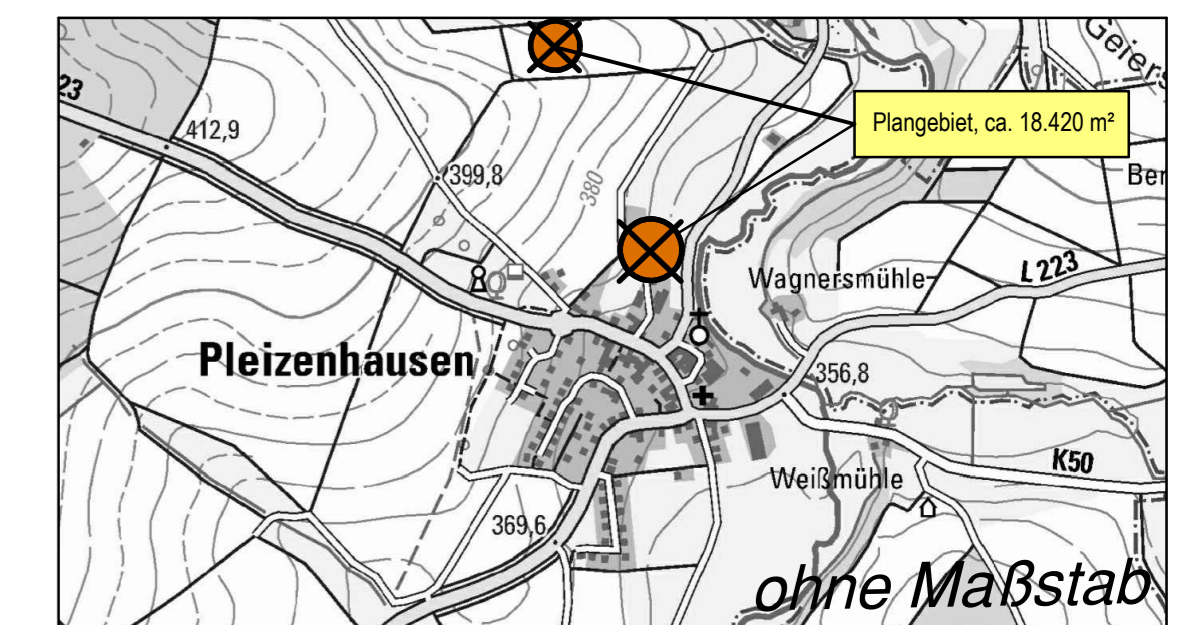 Geiers
23
412,9
Plangebiet, ca. 18.420 m²
399,8
380
Ber
Wagnersmühle
L 223
Pleizenhausen
356,8
K50
Weißmühle
369,6
ohne Maßstab